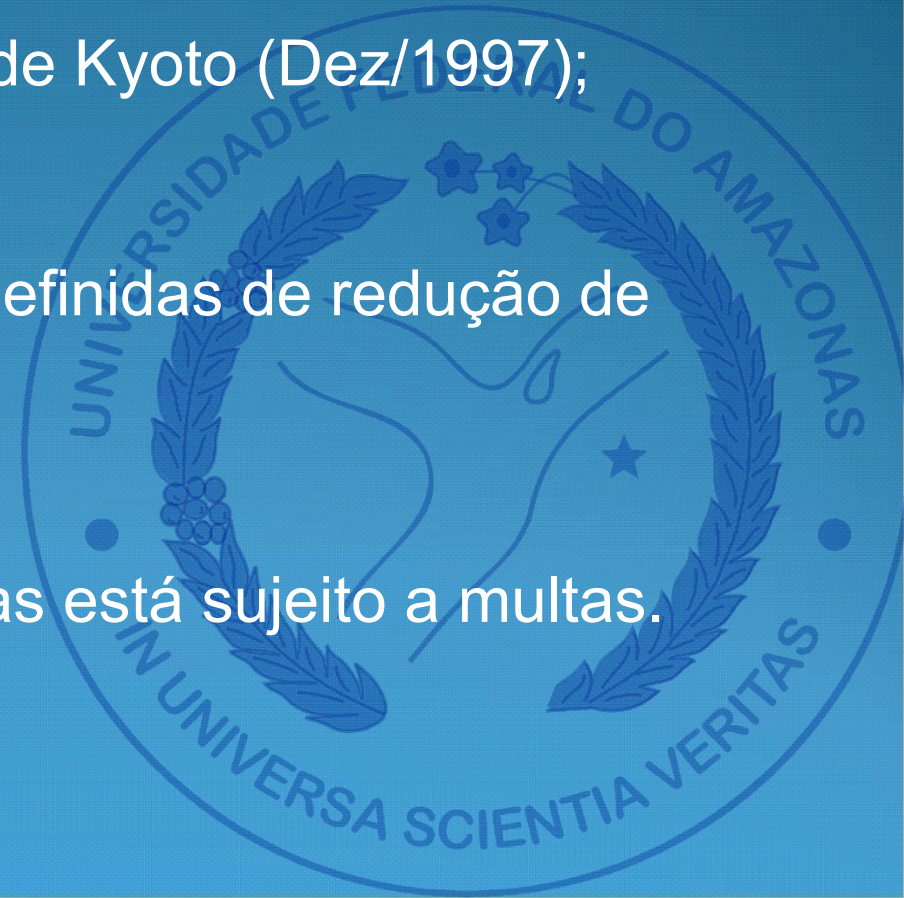 de Kyoto (Dez/1997);
UNIVERSIDADE FEDERAL DO AMAZONAS
efinidas de redução de
as está sujeito a multas.
IN UNIVERSA SCIENTIA VERITAS